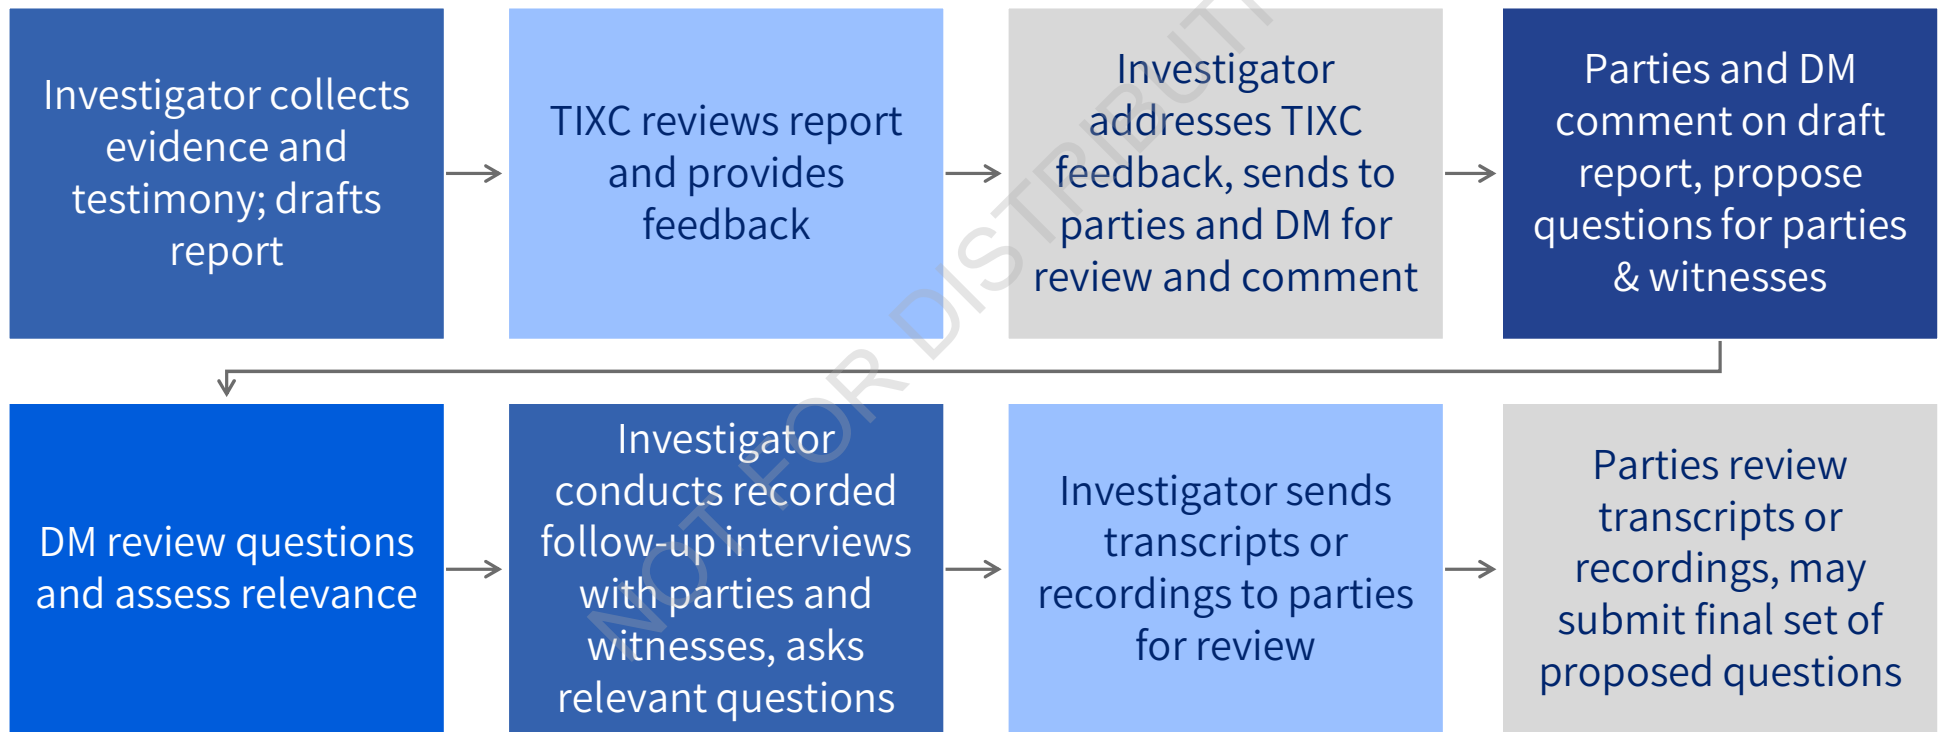 Investigator collects
evidence and
testimony; drafts
report
TIXC reviews report
and provides
feedback
Investigator
addresses TIXC
feedback, sends to
parties and DM for
review and comment
Parties and DM
comment on draft
report, propose
questions for parties
& witnesses
DM review questions
and assess relevance
Investigator
conducts recorded
follow-up interviews
with parties and
witnesses, asks
relevant questions
Investigator sends
transcripts or
recordings to parties
for review
Parties review
transcripts or
recordings, may
submit final set of
proposed questions
NOT FOR DISTRIBUTI